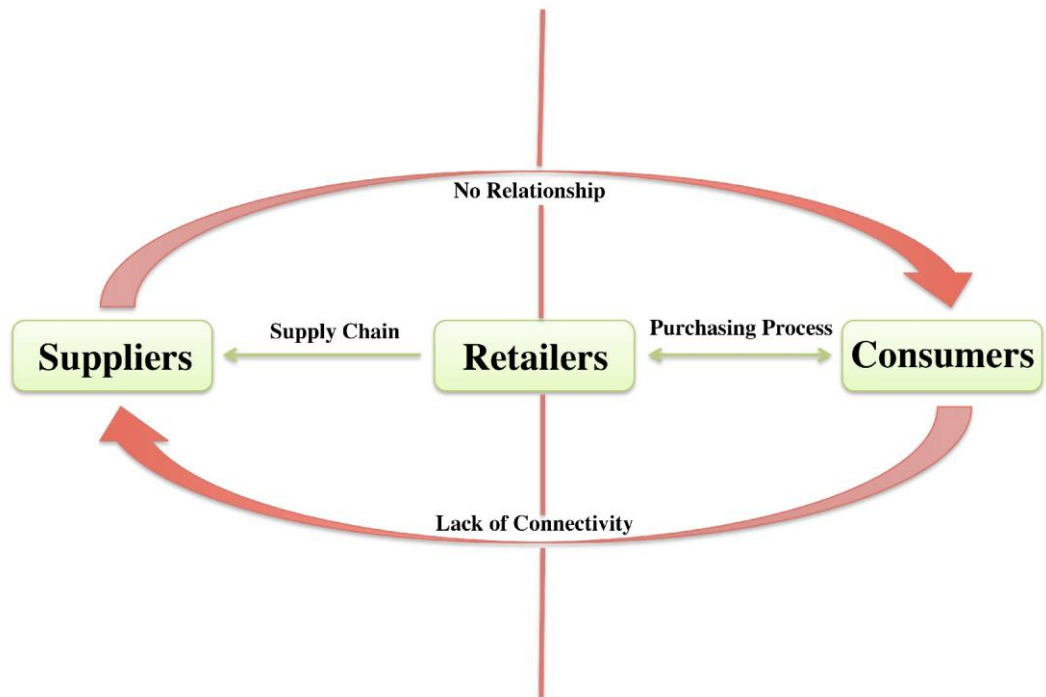 No Relationship
Supply Chain
Purchasing Process
Suppliers
Retailers
Consumers
Lack of Connectivity